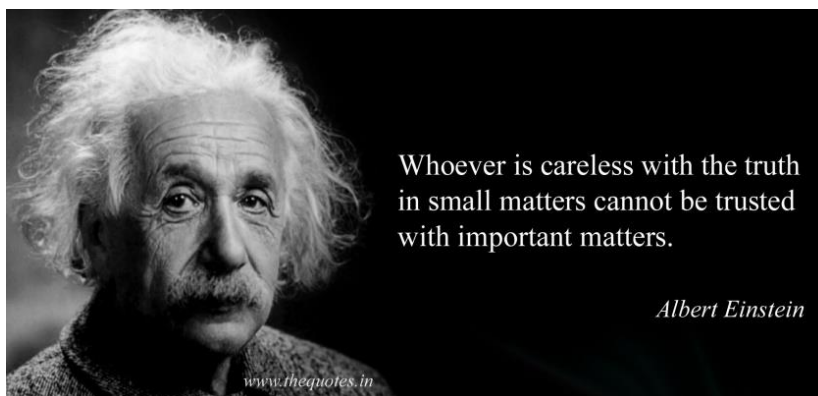 Whoever is careless with the truth
in small matters cannot be trusted
with important matters.
Albert Einstein
www.thequotes.in